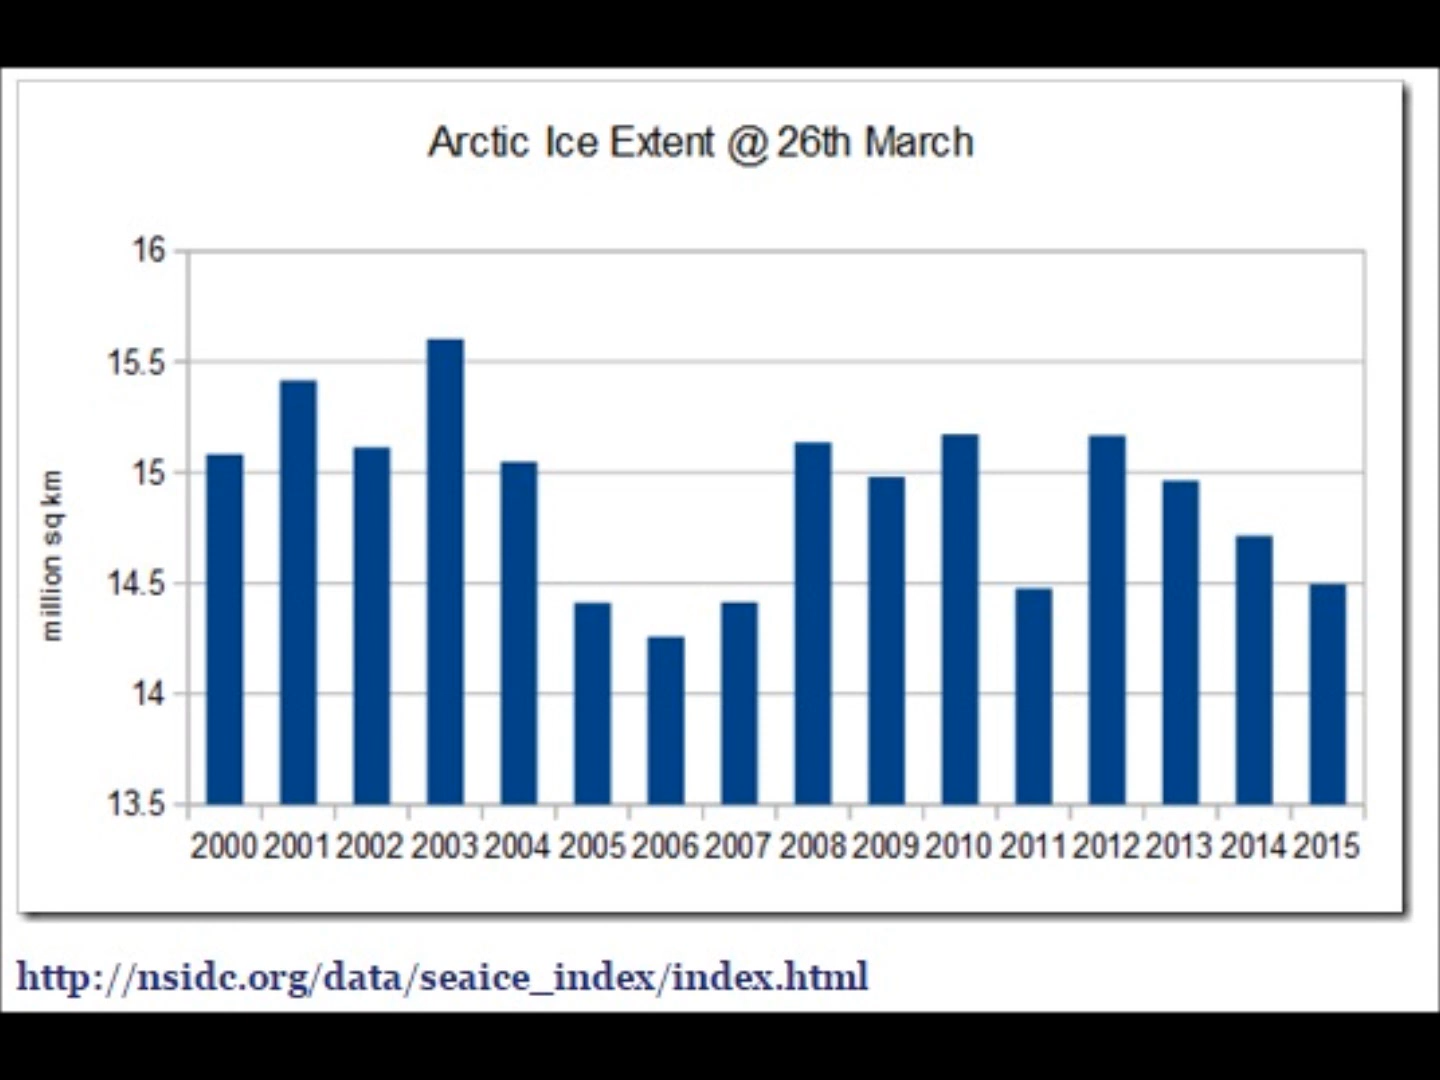 Arctic Ice Extent @ 26th March
16
15.5
15
14.5
14
13.5
million sq km
2000 2001 2002 2003 2004 2005 2006 2007 2008 2009 2010 2011 2012 2013 2014 2015
http://nsidc.org/data/seaice_index/index.html